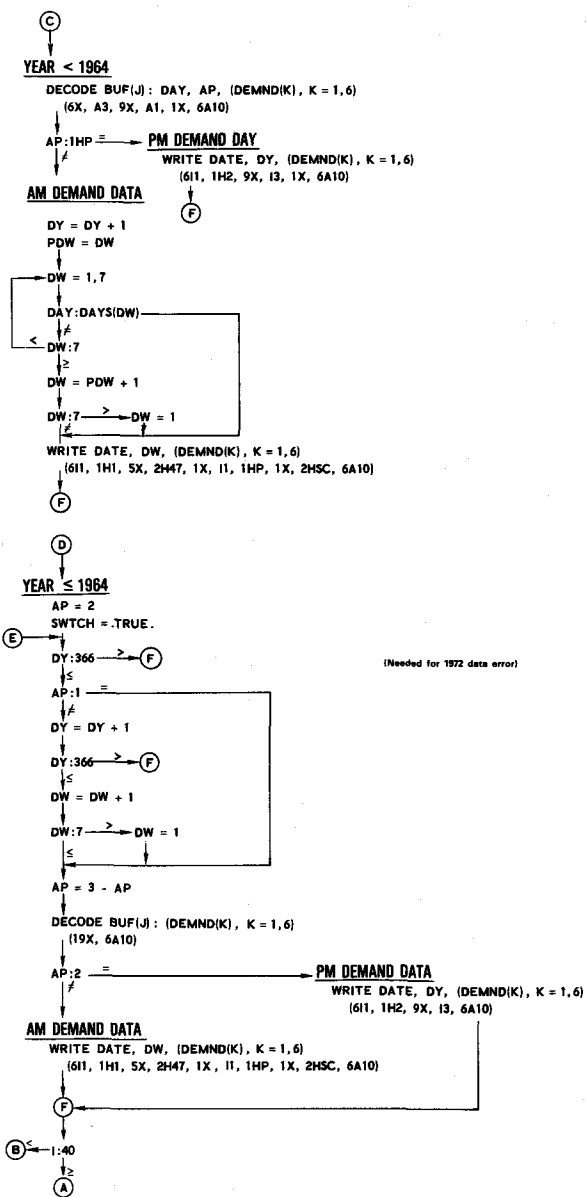 C
YEAR < 1964
DECODE BUF(J): DAY, AP, (DEMND(K), K = 1,6)
(6X, A3, 9X, A1, 1X, 6A10)
AP:1HP = PM DEMAND DAY
≠ WRITE DATE, DY, (DEMND(K), K = 1,6)
(6I1, 1H2, 9X, I3, 1X, 6A10)
F
AM DEMAND DATA
DY = DY + 1
PDW = DW
DW = 1,7
DAY:DAYS(DW)
≠
< DW:7
≥
DW = PDW + 1
DW:7 > DW = 1
≠
WRITE DATE, DW, (DEMND(K), K = 1,6)
(6I1, 1H1, 5X, 2H47, 1X, I1, 1HP, 1X, 2HSC, 6A10)
F
D
YEAR ≤ 1964
AP = 2
SWTCH = .TRUE.
E
DY:366 > F (Needed for 1972 data error)
≤
AP:1 =
≠
DY = DY + 1
DY:366 > F
≤
DW = DW + 1
DW:7 > DW = 1
≤
AP = 3 - AP
DECODE BUF(J): (DEMND(K), K = 1,6)
(19X, 6A10)
AP:2 = PM DEMAND DATA
≠ WRITE DATE, DY, (DEMND(K), K = 1,6)
(6I1, 1H2, 9X, I3, 6A10)
AM DEMAND DATA
WRITE DATE, DW, (DEMND(K), K = 1,6)
(6I1, 1H1, 5X, 2H47, 1X, I1, 1HP, 1X, 2HSC, 6A10)
F
B < I:40
≥
A